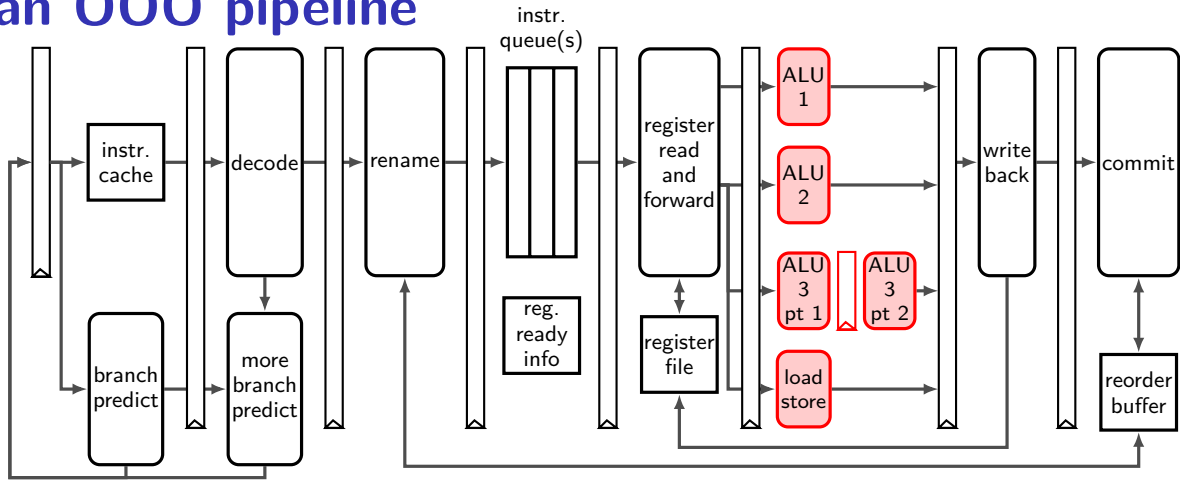 an OOO pipeline
instr.
queue(s)
instr.
cache
decode
rename
register
read
and
forward
ALU
1
ALU
2
ALU
3
pt 1
ALU
3
pt 2
load
store
write
back
commit
branch
predict
more
branch
predict
reg.
ready
info
register
file
reorder
buffer